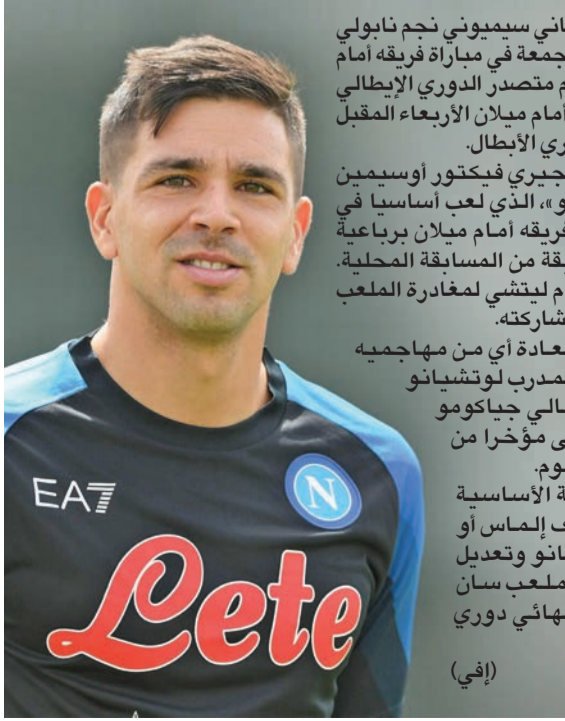 اني سيميوني نجم نابولي
جمعة في مباراة فريقه أمام
م متصدر الدوري الإيطالي
أمام ميلان الأربعاء المقبل
ري الأبطال.
جيري فيكتور أوسيمين
و»، الذي لعب أساسيا في
فريقه أمام ميلان برباعية
يقة من المسابقة المحلية.
ام ليتشي لمغادرة الملعب
شاركته.
عادة أي من مهاجميه
مدرب لوتشيانو
الي جياكومو
ى مؤخرا من
وم.
ة الأساسية
ف إلماس أو
انو وتعديل
ملعب سان
هائي دوري
(إفي)
EA7
N
Lete